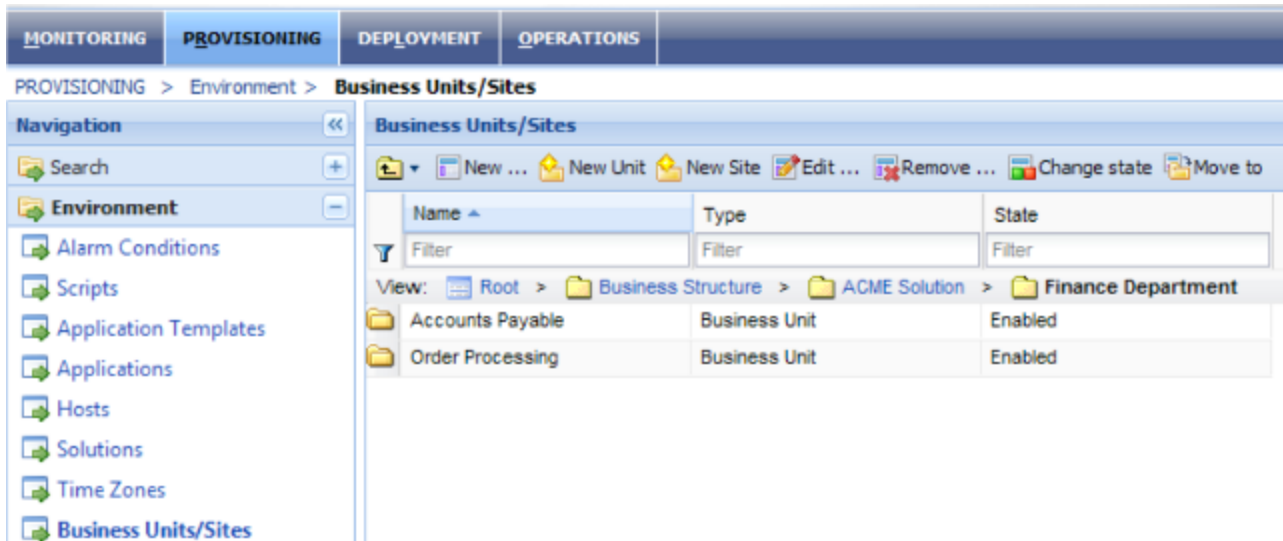 MONITORING PROVISIONING DEPLOYMENT OPERATIONS
PROVISIONING > Environment > Business Units/Sites
Navigation
Search
Environment
Alarm Conditions
Scripts
Application Templates
Applications
Hosts
Solutions
Time Zones
Business Units/Sites
Business Units/Sites
New ... New Unit New Site Edit ... Remove ... Change state Move to
Name Type State
Filter Filter Filter
View: Root > Business Structure > ACME Solution > Finance Department
Accounts Payable Business Unit Enabled
Order Processing Business Unit Enabled